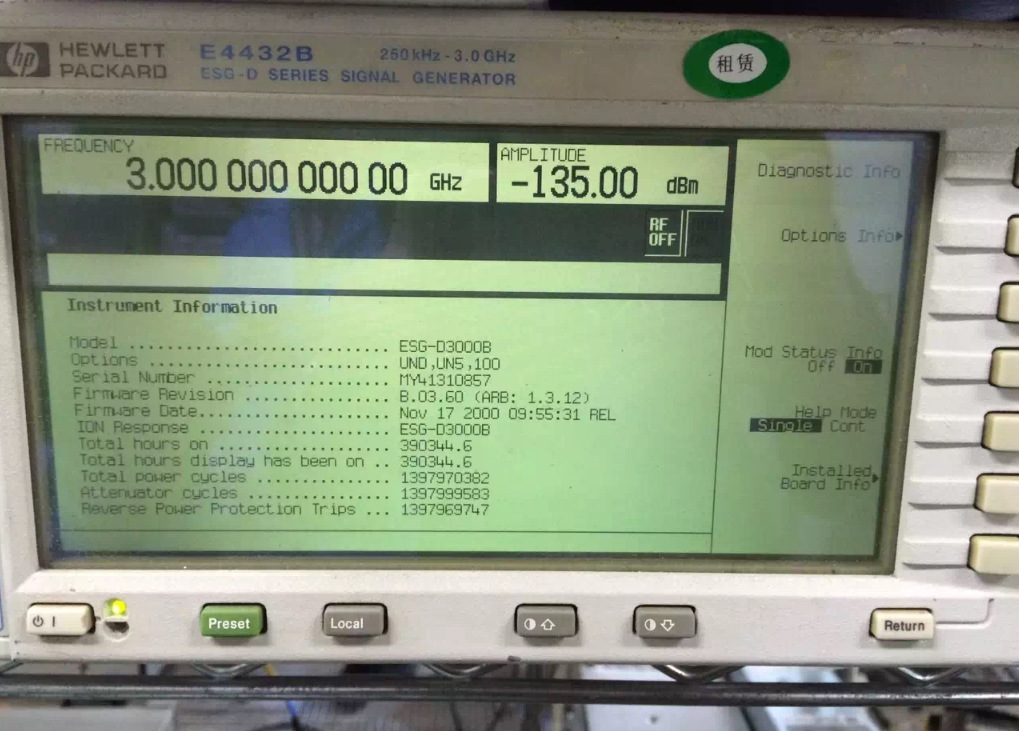 hp HEWLETT PACKARD
E4432B 250 kHz - 3.0 GHz
ESG-D SERIES SIGNAL GENERATOR
租赁
FREQUENCY
3.000 000 000 00 GHz
AMPLITUDE
-135.00 dBm
RF OFF
Diagnostic Info
Options Info
Mod Status Info
Off On
Help Mode
Single Cont
Installed
Board Info
Instrument Information
Model ................................ ESG-D3000B
Options .............................. UND,UN5,100
Serial Number ....................... MY41310857
Firmware Revision ................... B.03.60 (ARB: 1.3.12)
Firmware Date........................ Nov 17 2000 09:55:31 REL
IDN Response ........................ ESG-D3000B
Total hours on ...................... 390344.6
Total hours display has been on .. 390344.6
Total power cycles ................ 1397970382
Attenuator cycles ................. 1397999583
Reverse Power Protection Trips ... 1397969747
Preset
Local
Return